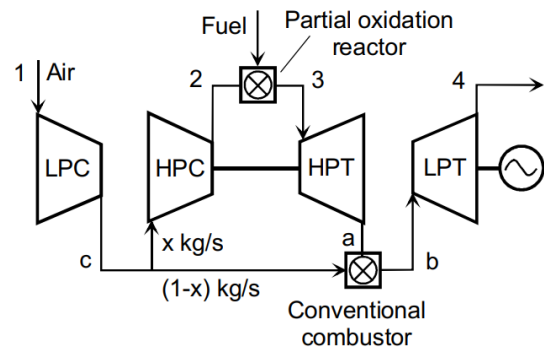 Fuel
Partial oxidation
reactor
1
Air
2
3
4
LPC
HPC
HPT
LPT
x kg/s
a
c
b
(1-x) kg/s
Conventional
combustor